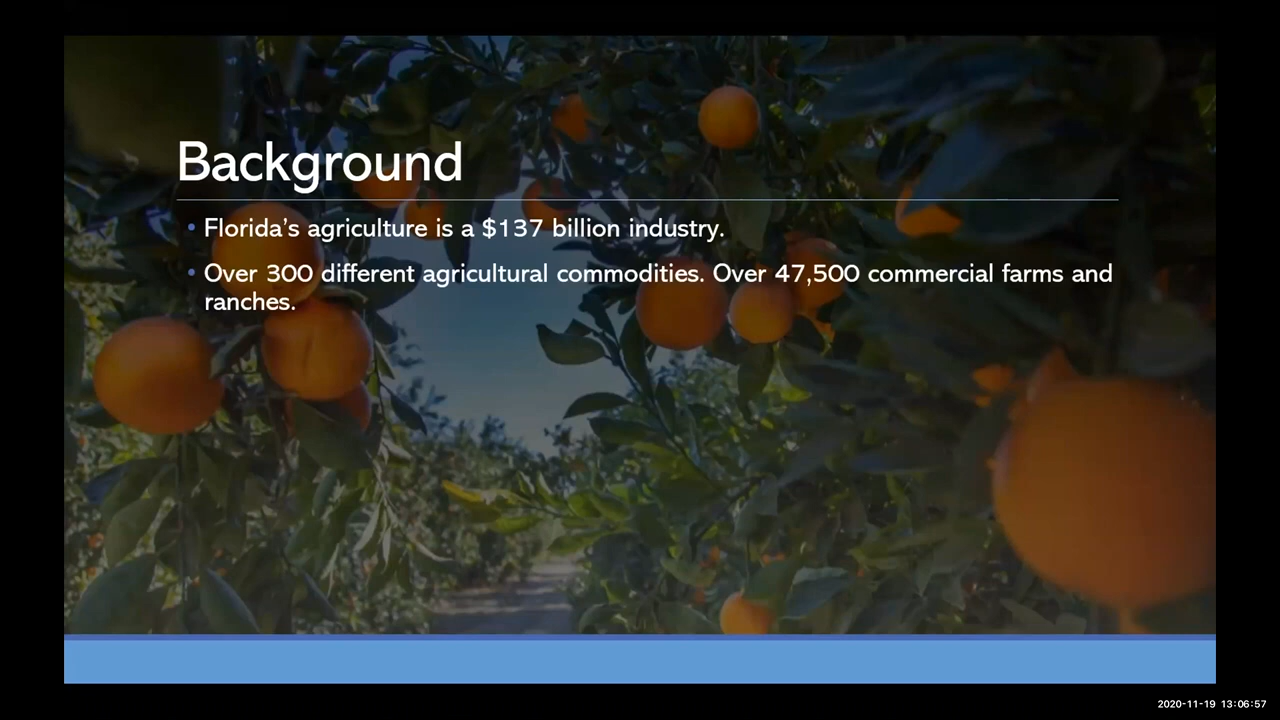 Background
• Florida’s agriculture is a $137 billion industry.
• Over 300 different agricultural commodities. Over 47,500 commercial farms and
ranches.
2020-11-19 13:06:57